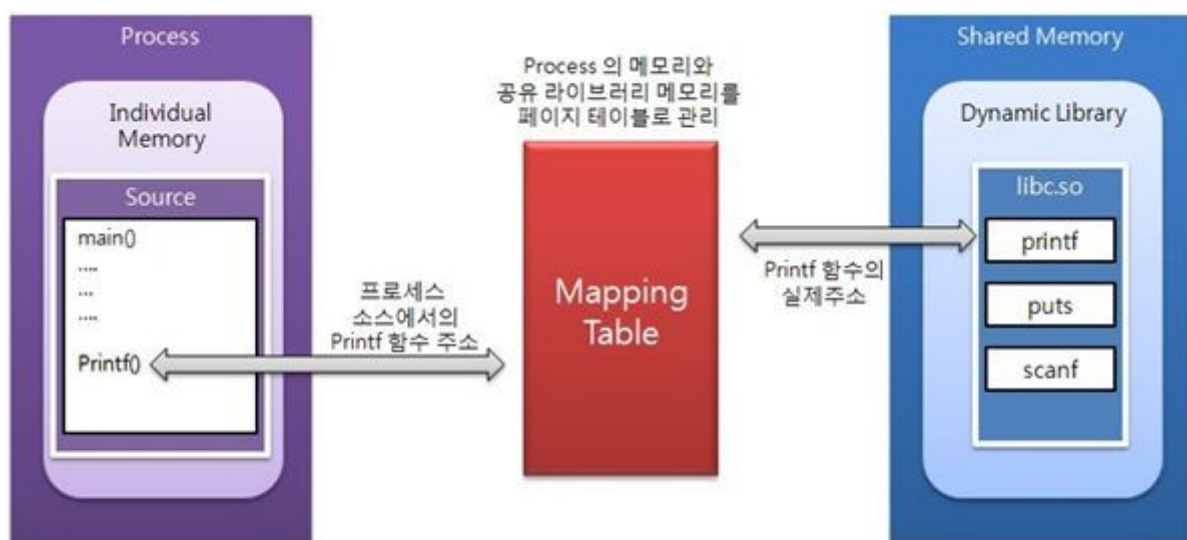 Process
Individual
Memory
Source
main()
....
...
....
Printf()
프로세스
소스에서의
Printf 함수 주소
Process 의 메모리와
공유 라이브러리 메모리를
페이지 테이블로 관리
Mapping
Table
Printf 함수의
실제주소
Shared Memory
Dynamic Library
libc.so
printf
puts
scanf